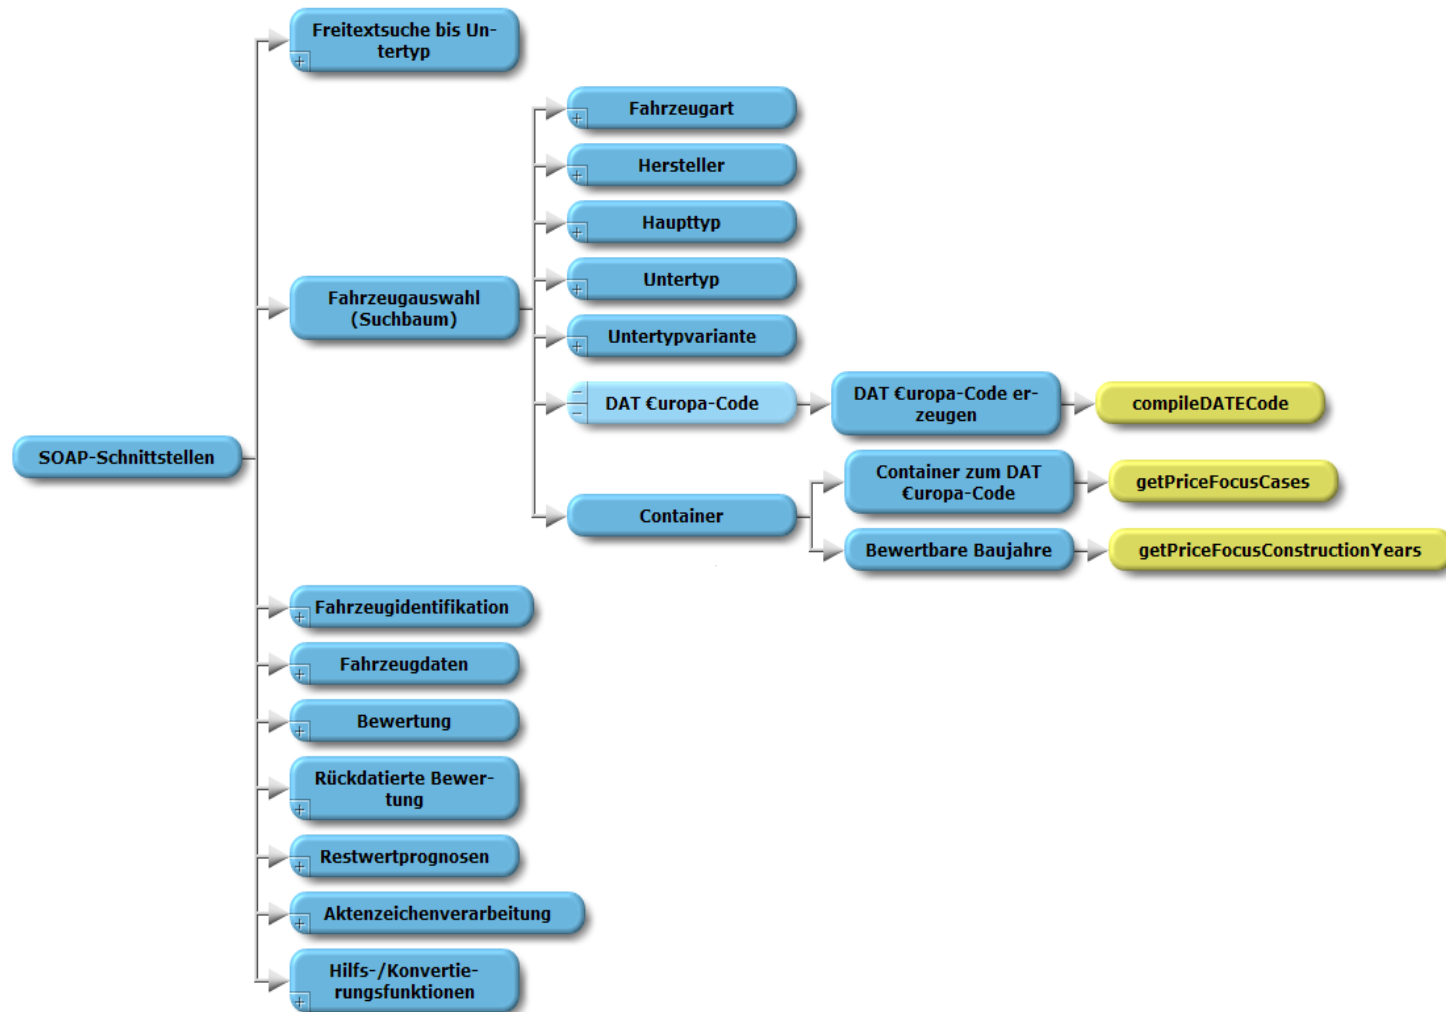 Freitextsuche bis Un-
tertyp
Fahrzeugart
Hersteller
Haupttyp
Untertyp
Fahrzeugauswahl
(Suchbaum)
Untertypvariante
DAT €uropa-Code
DAT €uropa-Code er-
zeugen
compileDATECode
SOAP-Schnittstellen
Container zum DAT
€uropa-Code
getPriceFocusCases
Container
Bewertbare Baujahre
getPriceFocusConstructionYears
Fahrzeugidentifikation
Fahrzeugdaten
Bewertung
Rückdatierte Bewer-
tung
Restwertprognosen
Aktenzeichenverarbeitung
Hilfs-/Konvertie-
rungsfunktionen